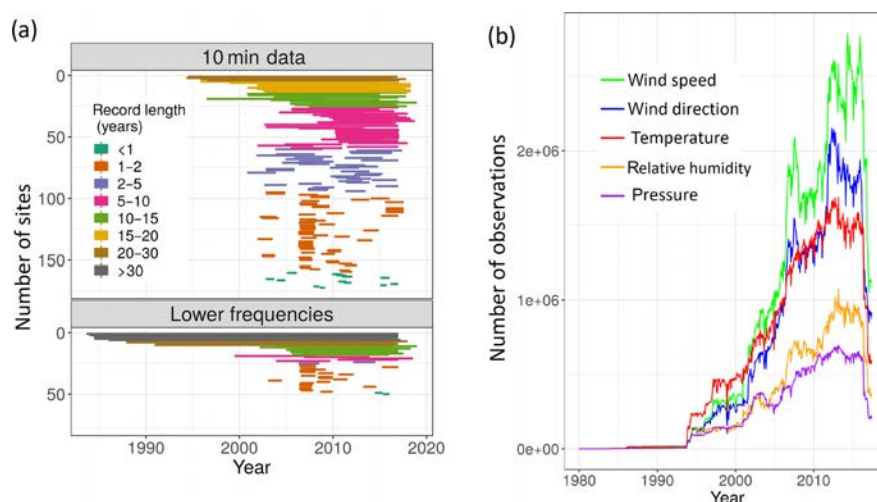 (a)
10 min data
Number of sites
0
50
100
150
Record length
(years)
<1
1-2
2-5
5-10
10-15
15-20
20-30
>30
Lower frequencies
0
50
1990
2000
2010
2020
Year
(b)
Number of observations
2e+06
1e+06
0e+00
Wind speed
Wind direction
Temperature
Relative humidity
Pressure
1980
1990
2000
2010
Year